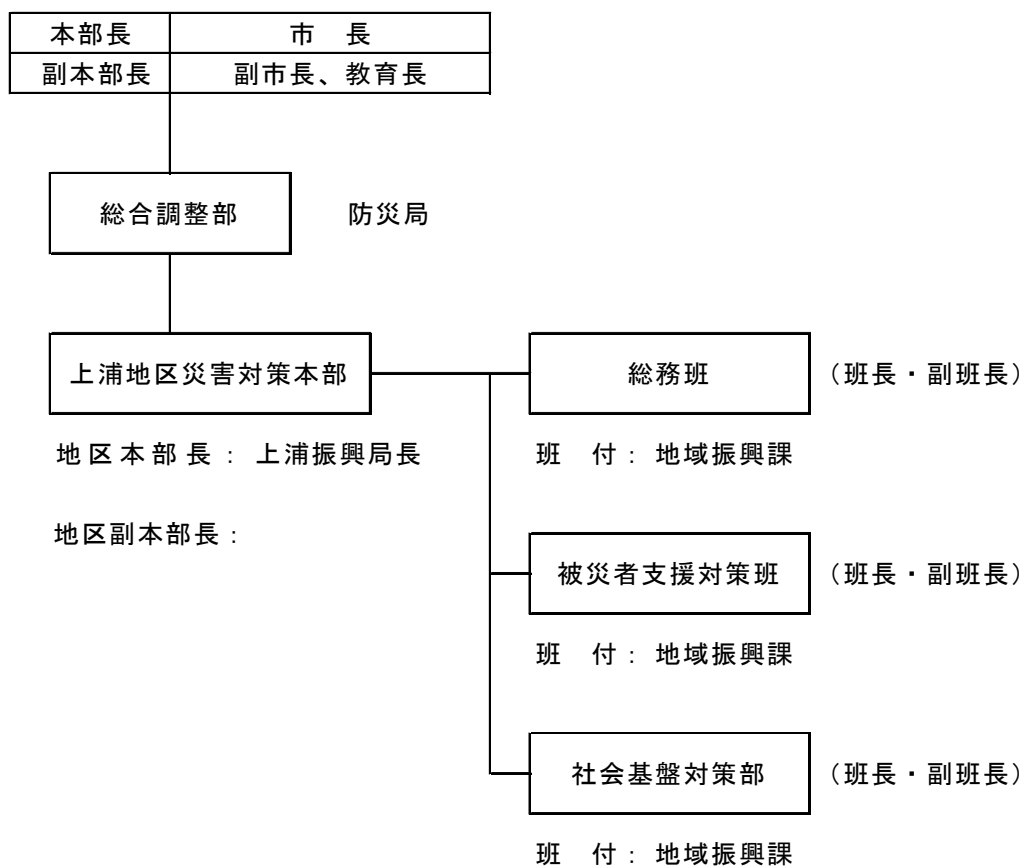 本部長 市　長
副本部長 副市長、教育長
総合調整部 防災局
上浦地区災害対策本部 総務班 （班長・副班長）
地区本部長：上浦振興局長 班　付：地域振興課
地区副本部長：
被災者支援対策班 （班長・副班長）
班　付：地域振興課
社会基盤対策部 （班長・副班長）
班　付：地域振興課